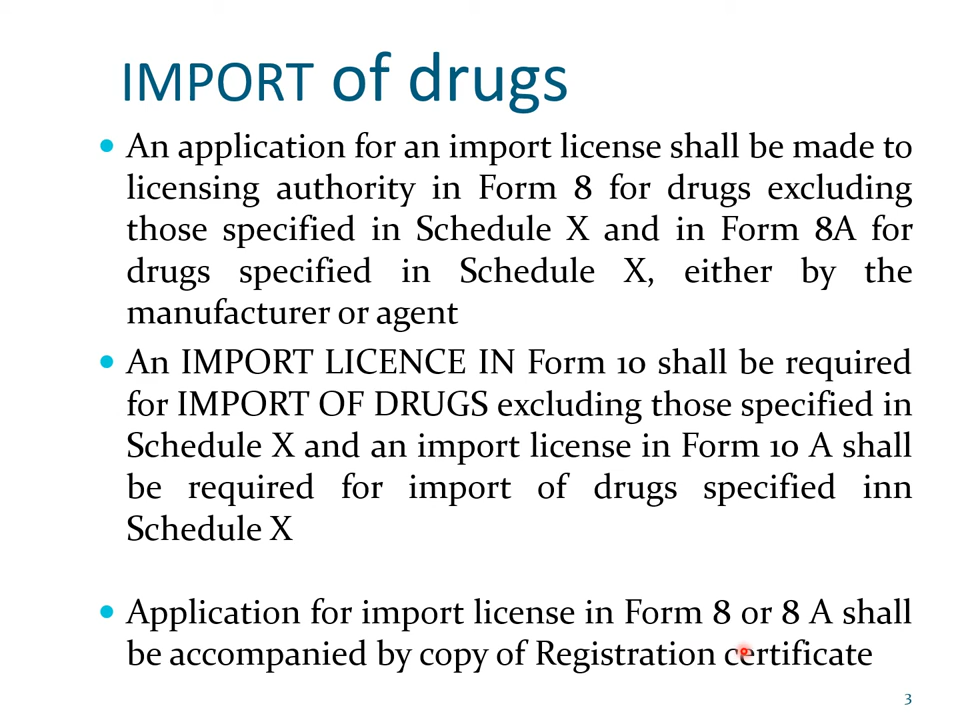 IMPORT of drugs
• An application for an import license shall be made to
licensing authority in Form 8 for drugs excluding
those specified in Schedule X and in Form 8A for
drugs specified in Schedule X, either by the
manufacturer or agent
• An IMPORT LICENCE IN Form 10 shall be required
for IMPORT OF DRUGS excluding those specified in
Schedule X and an import license in Form 10 A shall
be required for import of drugs specified inn
Schedule X
• Application for import license in Form 8 or 8 A shall
be accompanied by copy of Registration certificate
3